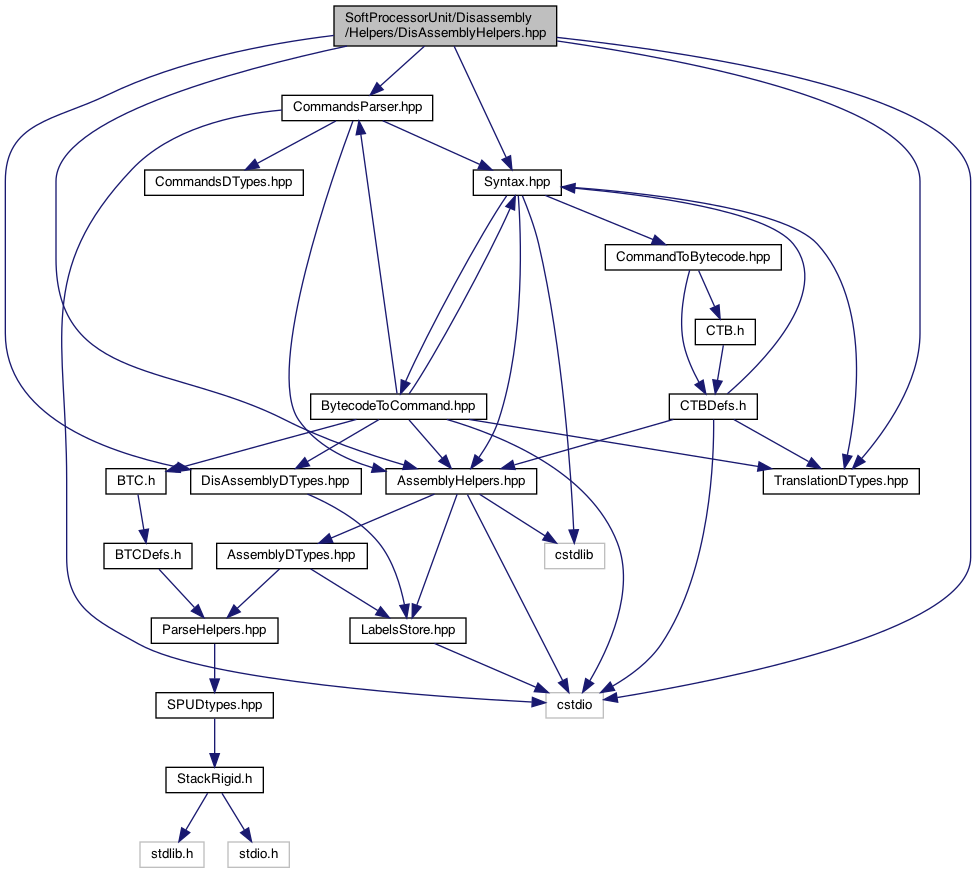 SoftProcessorUnit/Disassembly
/Helpers/DisAssemblyHelpers.hpp
CommandsParser.hpp
CommandsDTypes.hpp
Syntax.hpp
CommandToBytecode.hpp
CTB.h
BytecodeToCommand.hpp
CTBDefs.h
BTC.h
DisAssemblyDTypes.hpp
AssemblyHelpers.hpp
TranslationDTypes.hpp
BTCDefs.h
AssemblyDTypes.hpp
cstdlib
ParseHelpers.hpp
LabelsStore.hpp
SPUDtypes.hpp
cstdio
StackRigid.h
stdlib.h
stdio.h